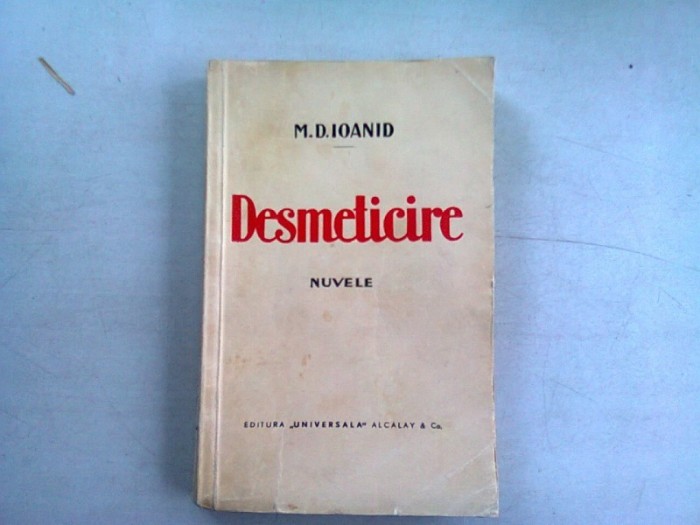 M.D.IOANID
Desmeticire
NUVELE
EDITURA „UNIVERSALA" ALCALAY & Co.